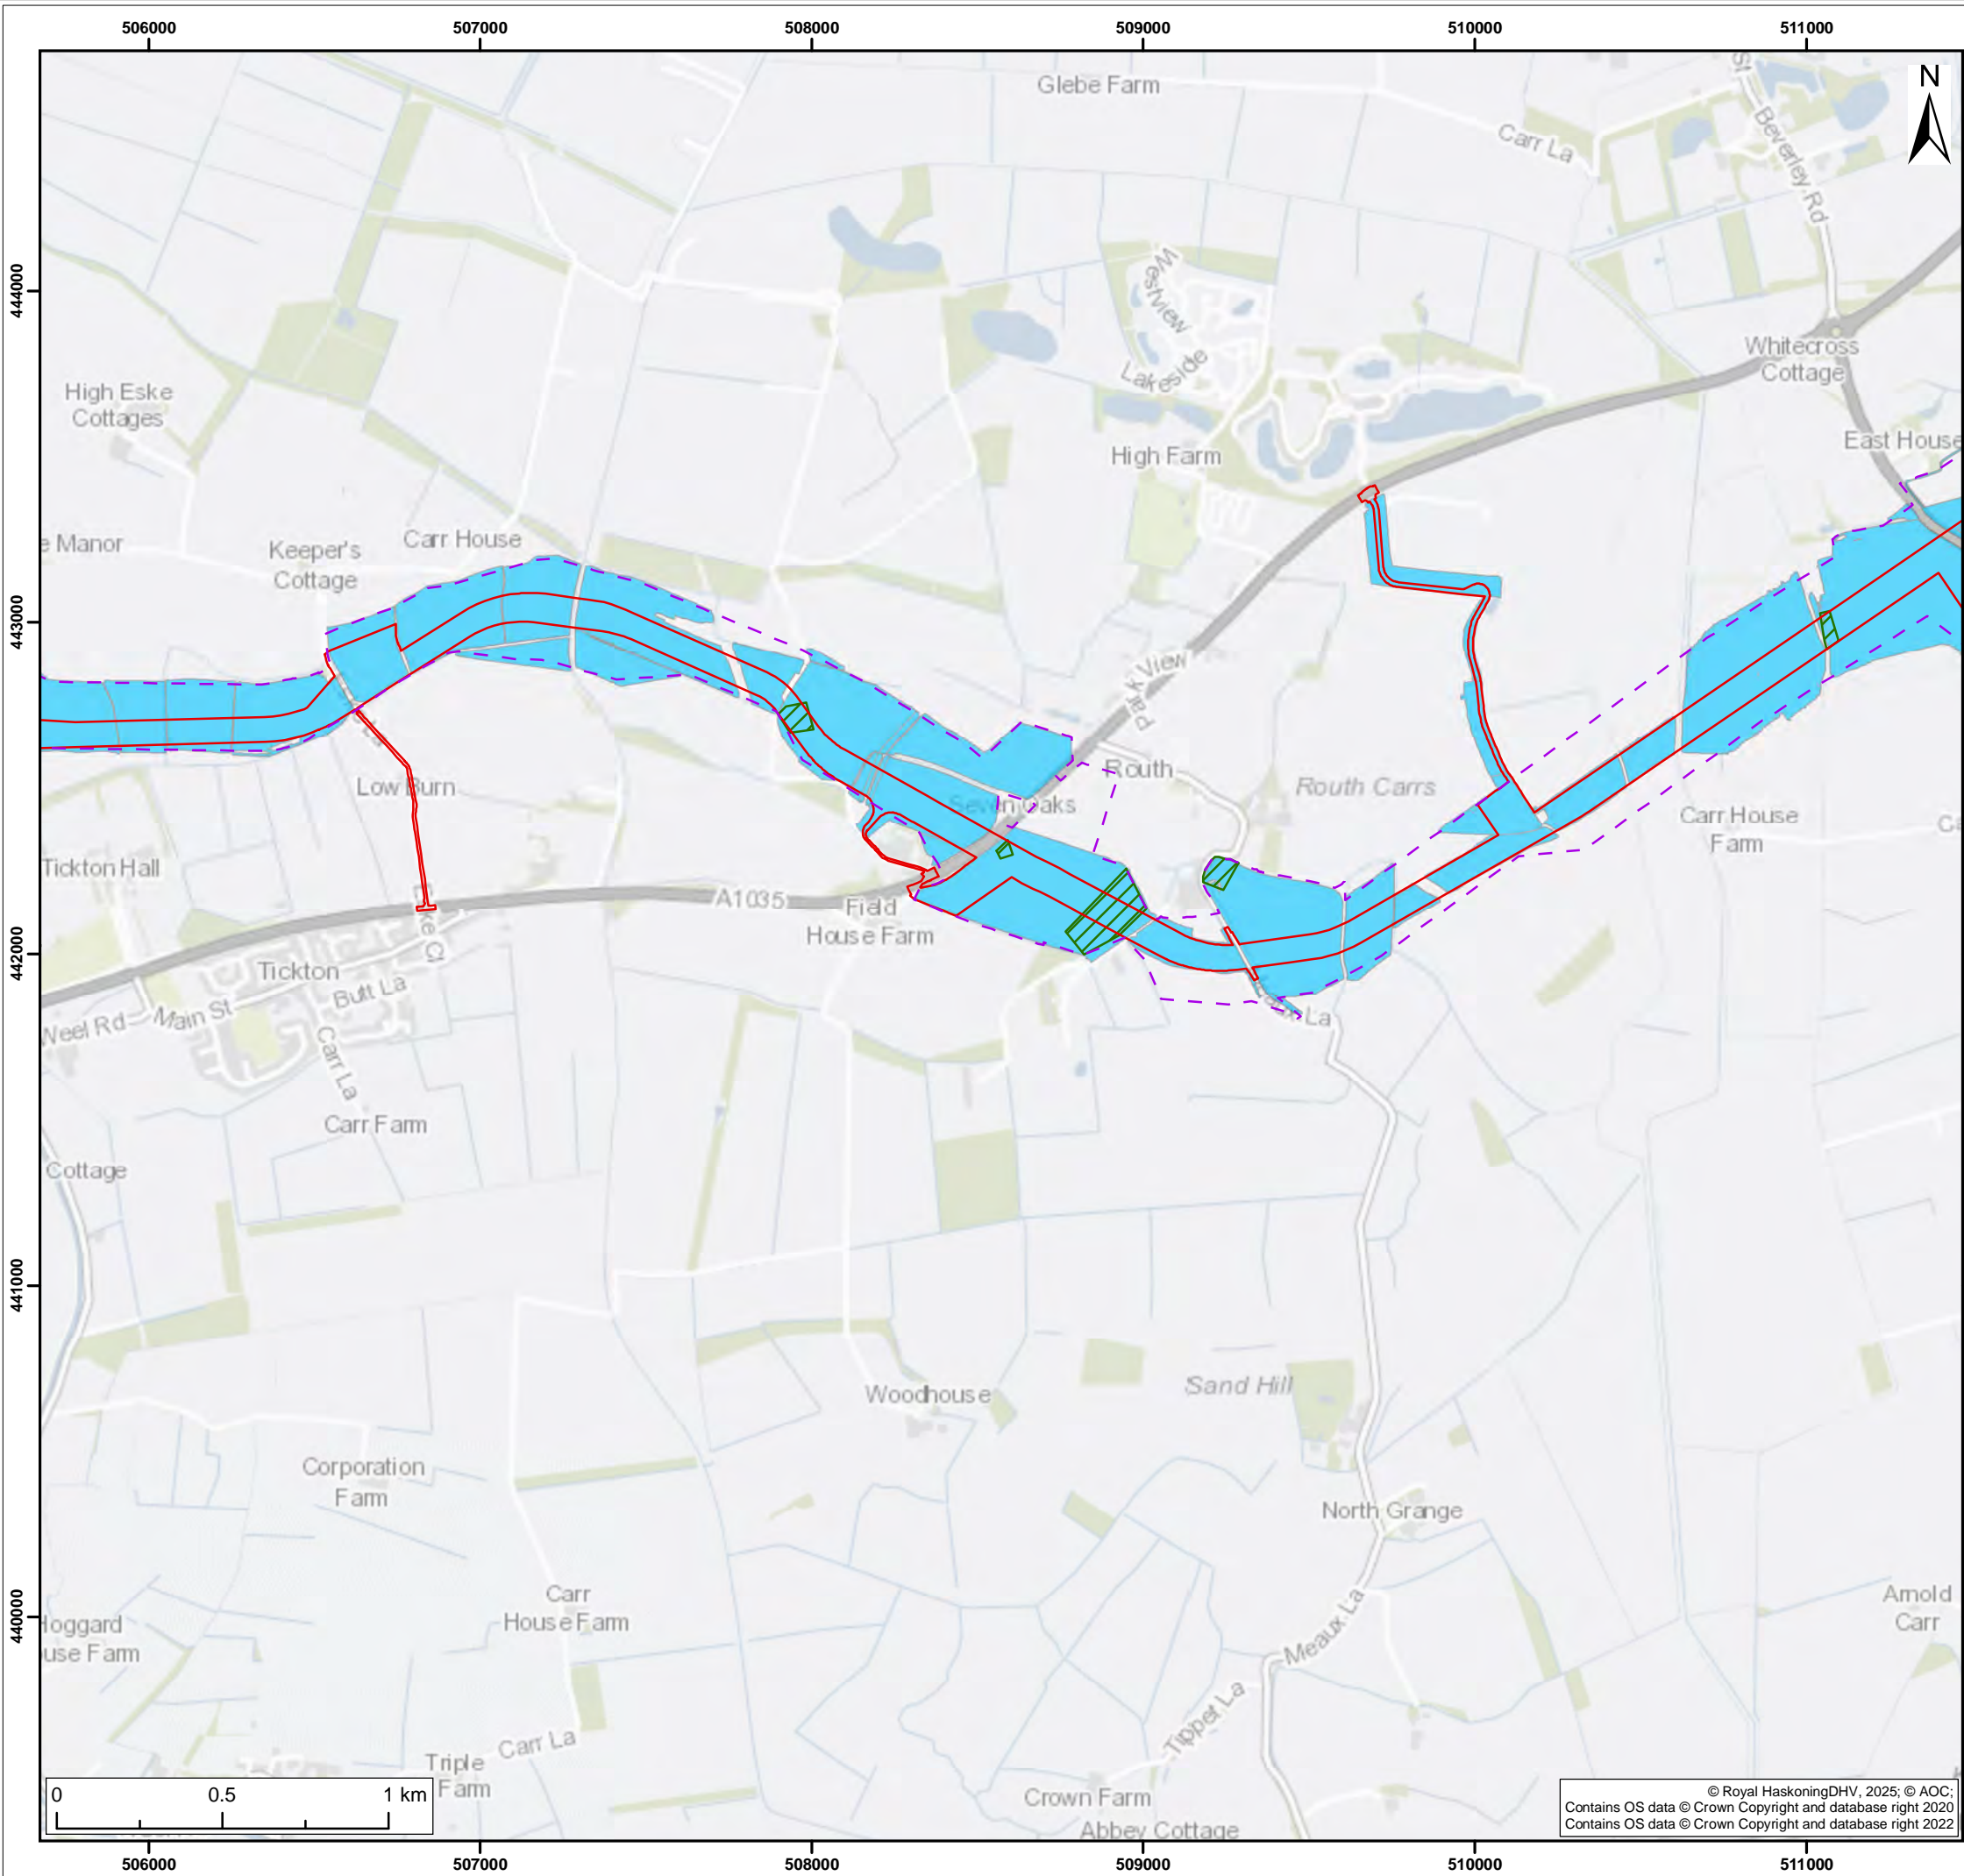 506000
507000
508000
509000
510000
511000
N
Glebe Farm
Carr La
Beverley Rd
444000
Westview
Lakeside
Whitecross
Cottage
High Eske
Cottages
High Farm
East House
e Manor
Keeper's
Cottage
Carr House
443000
Park View
Routh
Low Burn
Seven Oaks
Routh Carrs
Carr House
Farm
Tickton Hall
A1035
Field
House Farm
442000
Tickton
Butt La
Weel Rd
Main St
La
Carr La
Carr Farm
Cottage
441000
Woodhouse
Sand Hill
Corporation
Farm
North Grange
Carr
House Farm
Arnold
Carr
440000
Hoggard
use Farm
Meaux La
Tippet La
Carr La
Triple
Farm
Crown Farm
Abbey Cottage
0
0.5
1 km
© Royal HaskoningDHV, 2025; © AOC;
Contains OS data © Crown Copyright and database right 2020
Contains OS data © Crown Copyright and database right 2022
506000
507000
508000
509000
510000
511000